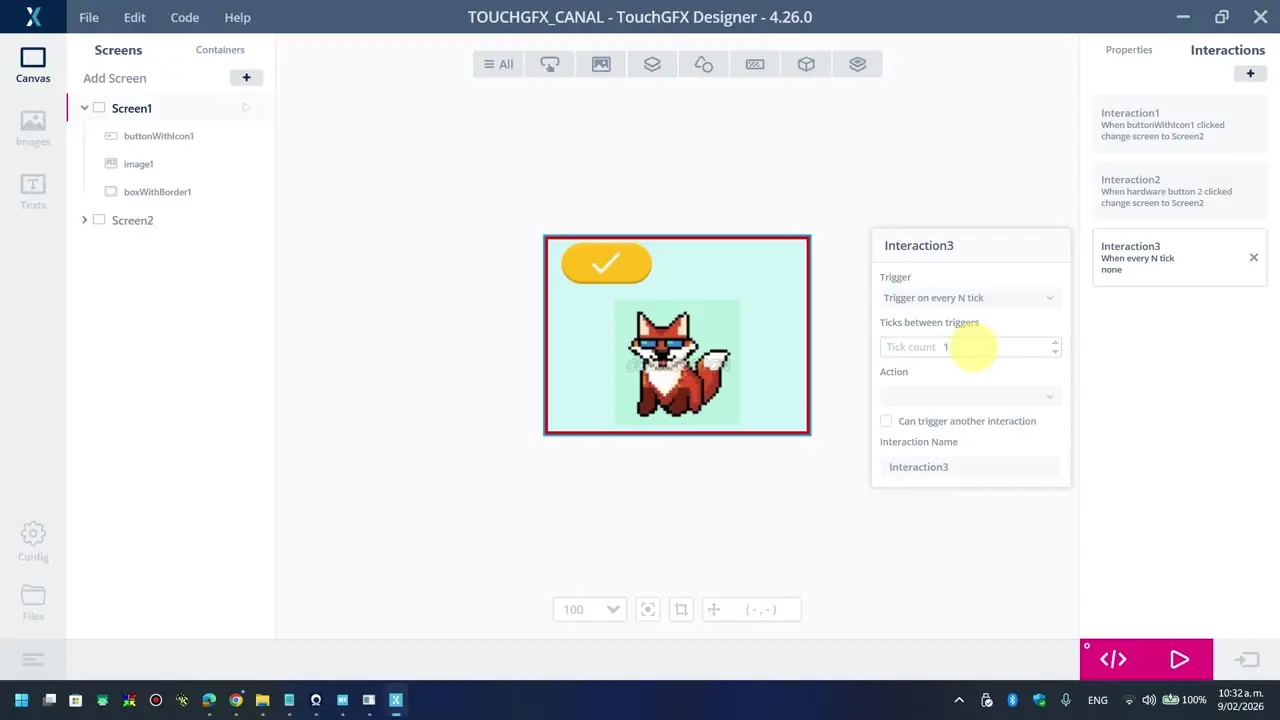 File Edit Code Help
TOUCHGFX_CANAL - TouchGFX Designer - 4.26.0
Canvas
Images
Texts
Config
Files
Screens Containers
Add Screen +
Screen1
buttonWithIcon1
image1
boxWithBorder1
Screen2
All
100
( - , - )
Interaction3
Trigger
Trigger on every N tick
Ticks between triggers
Tick count 1
Action
Can trigger another interaction
Interaction Name
Interaction3
Properties Interactions
+
Interaction1
When buttonWithIcon1 clicked
change screen to Screen2
Interaction2
When hardware button 2 clicked
change screen to Screen2
Interaction3
When every N tick
none
ENG
100%
10:32 a. m.
9/02/2026